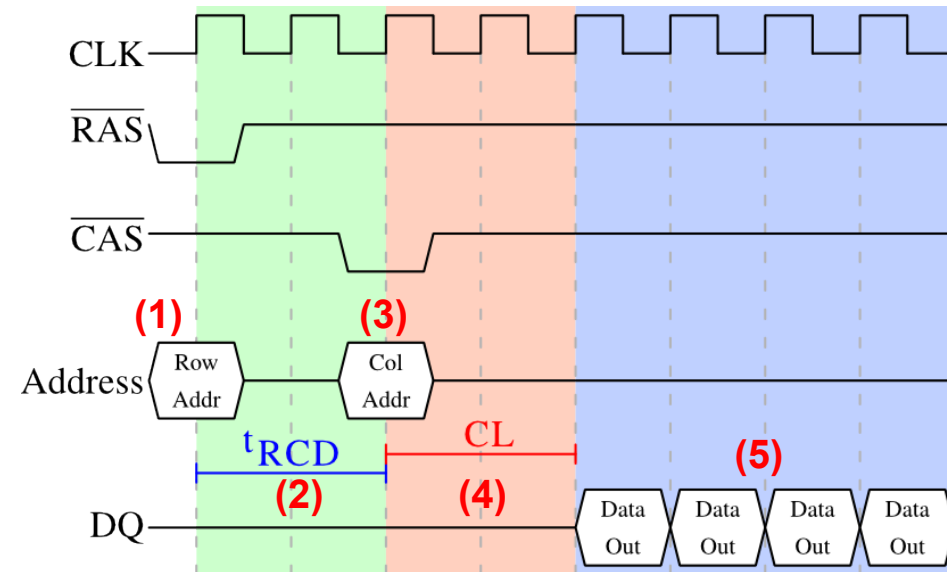 CLK
RAS
CAS
(1)
(3)
Address
Row
Addr
Col
Addr
tRCD
CL
(2)
(4)
(5)
DQ
Data
Out
Data
Out
Data
Out
Data
Out